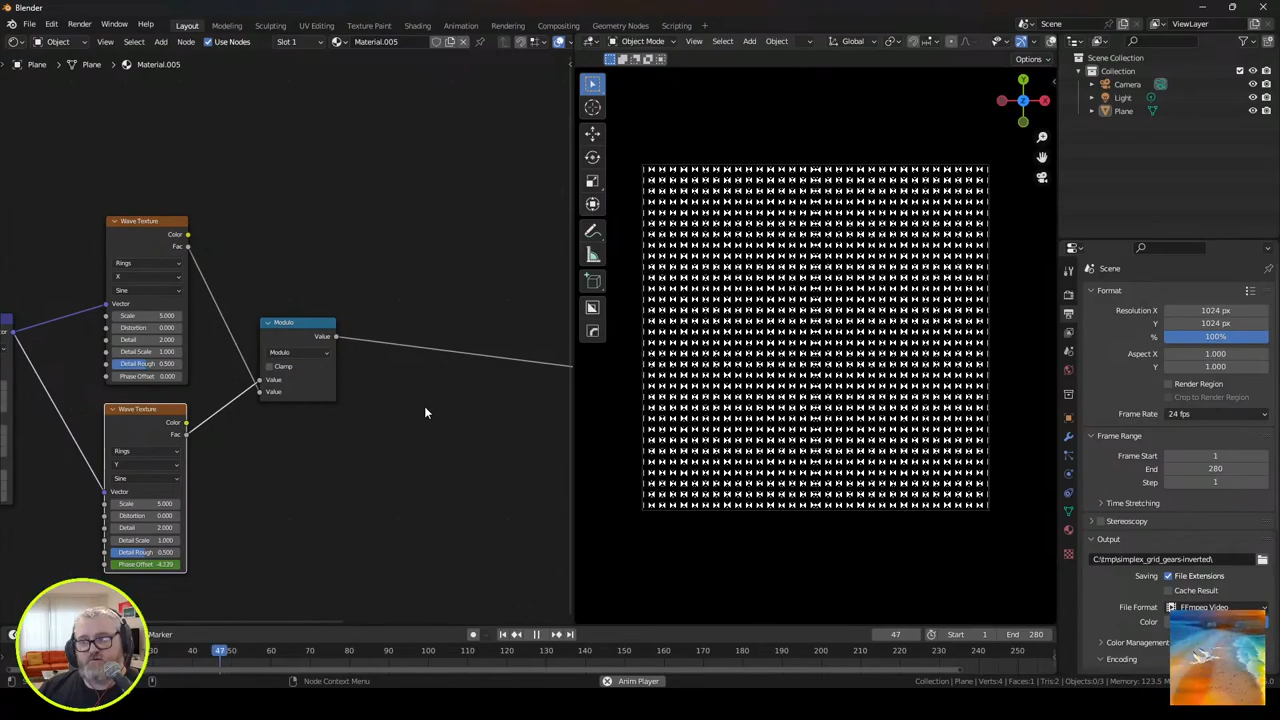 Blender
File Edit Render Window Help Layout Modeling Sculpting UV Editing Texture Paint Shading Animation Rendering Compositing Geometry Nodes Scripting Scene ViewLayer
Object View Select Add Node Use Nodes Slot 1 Material.005 Object Mode View Select Add Object Global
Plane Plane Material.005 Options
Scene Collection
Collection
Camera
Light
Plane
Y
X
Z
Wave Texture
Color
Fac
Rings
X
Sine
Vector
Scale 5.000
Distortion 0.000
Detail 2.000
Detail Scale 1.000
Detail Rough 0.500
Phase Offset 0.000
Modulo
Value
Modulo
Clamp
Value
Value
Wave Texture
Color
Fac
Rings
Y
Sine
Vector
Scale 5.000
Distortion 0.000
Detail 2.000
Detail Scale 1.000
Detail Rough 0.500
Phase Offset -4.229
Scene
Format
Resolution X 1024 px
Y 1024 px
% 100%
Aspect X 1.000
Y 1.000
Render Region
Crop to Render Region
Frame Rate 24 fps
Frame Range
Frame Start 1
End 280
Step 1
Time Stretching
Stereoscopy
Output
C:\tmp\simplex_grid_gears-inverted\
Saving File Extensions
Cache Result
File Format FFmpeg Video
Color
Color Management
Encoding
Marker 47 Start 1 End 280
30 40 47 50 60 70 80 90 100 110 120 130 140 150 160 170 180 190 200 210 220 230 240 250
Node Context Menu Anim Player Collection | Plane | Verts:4 | Faces:1 | Tris:2 | Objects:0/3 | Memory: 123.5